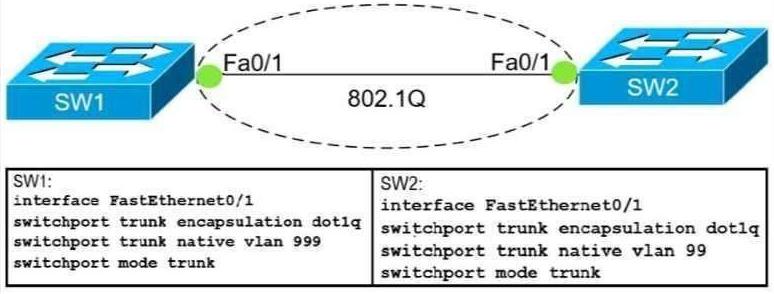 Fa0/1
Fa0/1
SW1
802.1Q
SW2
SW1:
interface FastEthernet0/1
switchport trunk encapsulation dot1q
switchport trunk native vlan 999
switchport mode trunk
SW2:
interface FastEthernet0/1
switchport trunk encapsulation dot1q
switchport trunk native vlan 99
switchport mode trunk